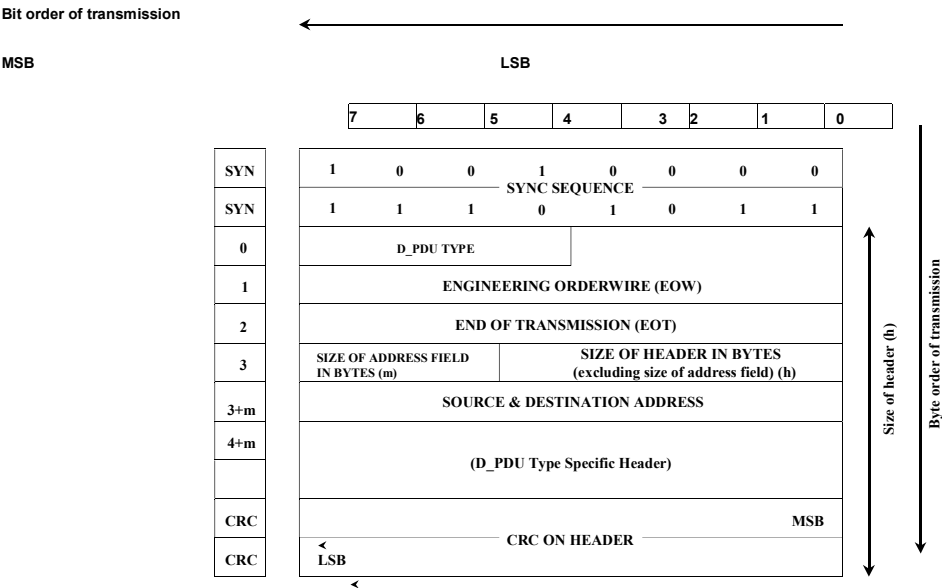 Bit order of transmission
MSB LSB
7 6 5 4 3 2 1 0
SYN 1 0 0 1 0 0 0 0
SYNC SEQUENCE
SYN 1 1 1 0 1 0 1 1
0 D_PDU TYPE
1 ENGINEERING ORDERWIRE (EOW)
2 END OF TRANSMISSION (EOT)
3 SIZE OF ADDRESS FIELD
IN BYTES (m)
SIZE OF HEADER IN BYTES
(excluding size of address field) (h)
3+m SOURCE & DESTINATION ADDRESS
4+m
(D_PDU Type Specific Header)
CRC MSB
CRC ON HEADER
CRC LSB
Size of header (h)
Byte order of transmission